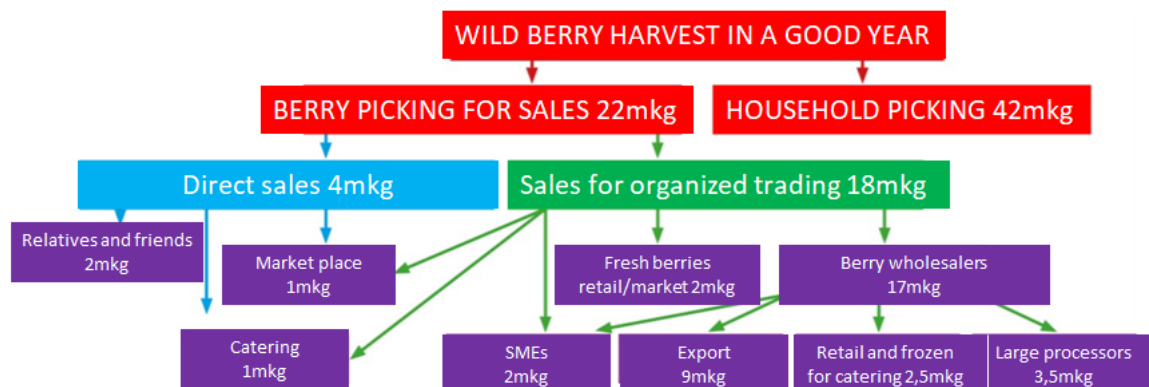 WILD BERRY HARVEST IN A GOOD YEAR
BERRY PICKING FOR SALES 22mkg
HOUSEHOLD PICKING 42mkg
Direct sales 4mkg
Sales for organized trading 18mkg
Relatives and friends
2mkg
Market place
1mkg
Fresh berries
retail/market 2mkg
Berry wholesalers
17mkg
Catering
1mkg
SMEs
2mkg
Export
9mkg
Retail and frozen
for catering 2,5mkg
Large processors
3,5mkg